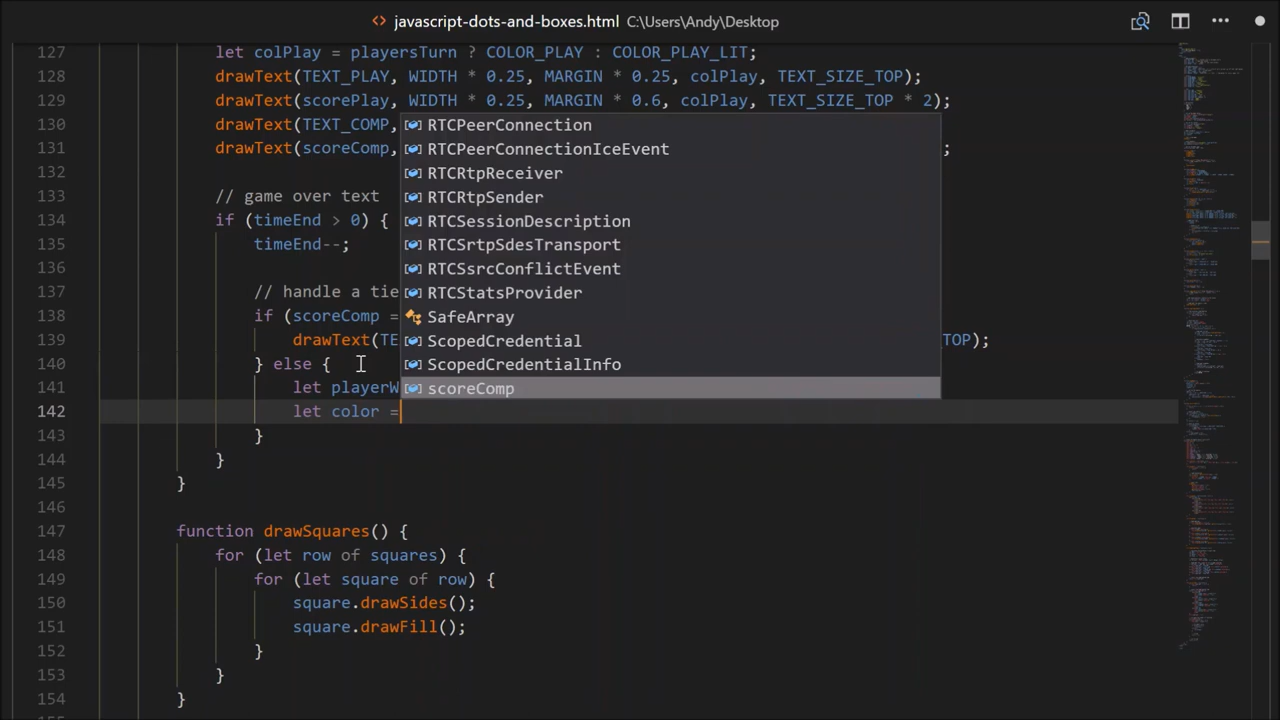 javascript-dots-and-boxes.html C:\Users\Andy\Desktop
127 let colPlay = playersTurn ? COLOR_PLAY : COLOR_PLAY_LIT;
128 drawText(TEXT_PLAY, WIDTH * 0.25, MARGIN * 0.25, colPlay, TEXT_SIZE_TOP);
129 drawText(scorePlay, WIDTH * 0.25, MARGIN * 0.6, colPlay, TEXT_SIZE_TOP * 2);
130 drawText(TEXT_COMP, RTCPeerConnection
131 drawText(scoreComp, RTCPeerConnectionIceEvent ;
132 RTCRtpReceiver
133 // game over text RTCRtpSender
134 if (timeEnd > 0) { RTCSessionDescription
135 timeEnd--; RTCSrtpSdesTransport
136 RTCSsrcConflictEvent
137 // handle a tie RTCStatsProvider
138 if (scoreComp = SafeArray
139 drawText(TE ScopedCredential TOP);
140 } else { ScopedCredentialInfo
141 let playerW scoreComp
142 let color =
143 }
144 }
145 }
146
147 function drawSquares() {
148 for (let row of squares) {
149 for (let square of row) {
150 square.drawSides();
151 square.drawFill();
152 }
153 }
154 }